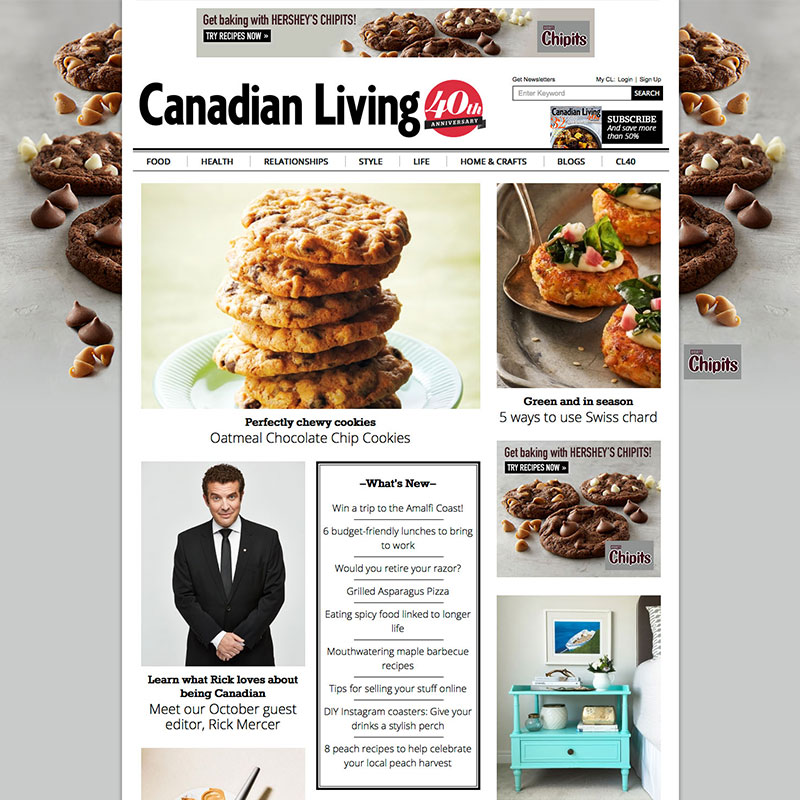 Get baking with HERSHEY'S CHIPITS!
TRY RECIPES NOW »
Chipits
Canadian Living
40th
ANNIVERSARY
Get Newsletters
My CL: Login | Sign Up
Enter Keyword
SEARCH
Canadian Living
SUBSCRIBE
And save more
than 50%
FOOD
HEALTH
RELATIONSHIPS
STYLE
LIFE
HOME & CRAFTS
BLOGS
CL40
Perfectly chewy cookies
Oatmeal Chocolate Chip Cookies
Green and in season
5 ways to use Swiss chard
Chipits
Get baking with HERSHEY'S CHIPITS!
TRY RECIPES NOW »
Chipits
Learn what Rick loves about
being Canadian
Meet our October guest
editor, Rick Mercer
–What's New–
Win a trip to the Amalfi Coast!
6 budget-friendly lunches to bring
to work
Would you retire your razor?
Grilled Asparagus Pizza
Eating spicy food linked to longer
life
Mouthwatering maple barbecue
recipes
Tips for selling your stuff online
DIY Instagram coasters: Give your
drinks a stylish perch
8 peach recipes to help celebrate
your local peach harvest